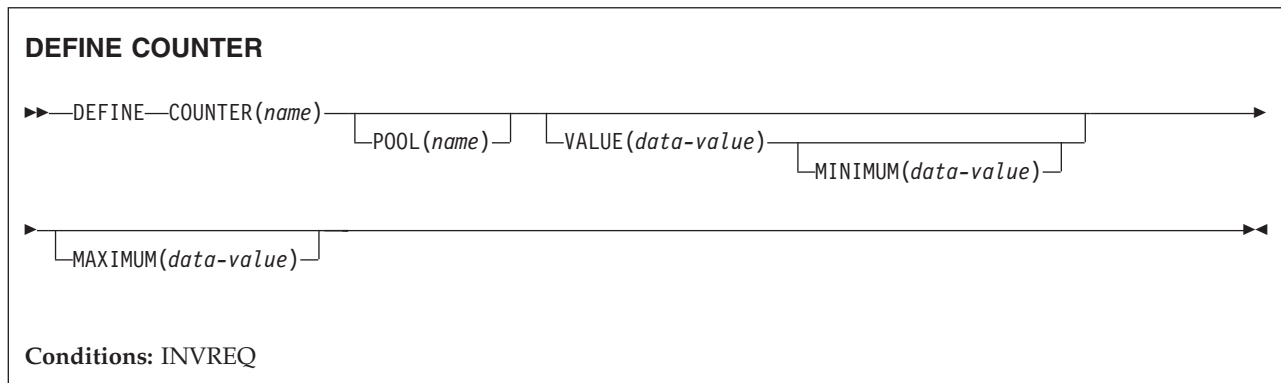 DEFINE COUNTER
DEFINE COUNTER(name) POOL(name) VALUE(data-value) MINIMUM(data-value)
MAXIMUM(data-value)
Conditions: INVREQ